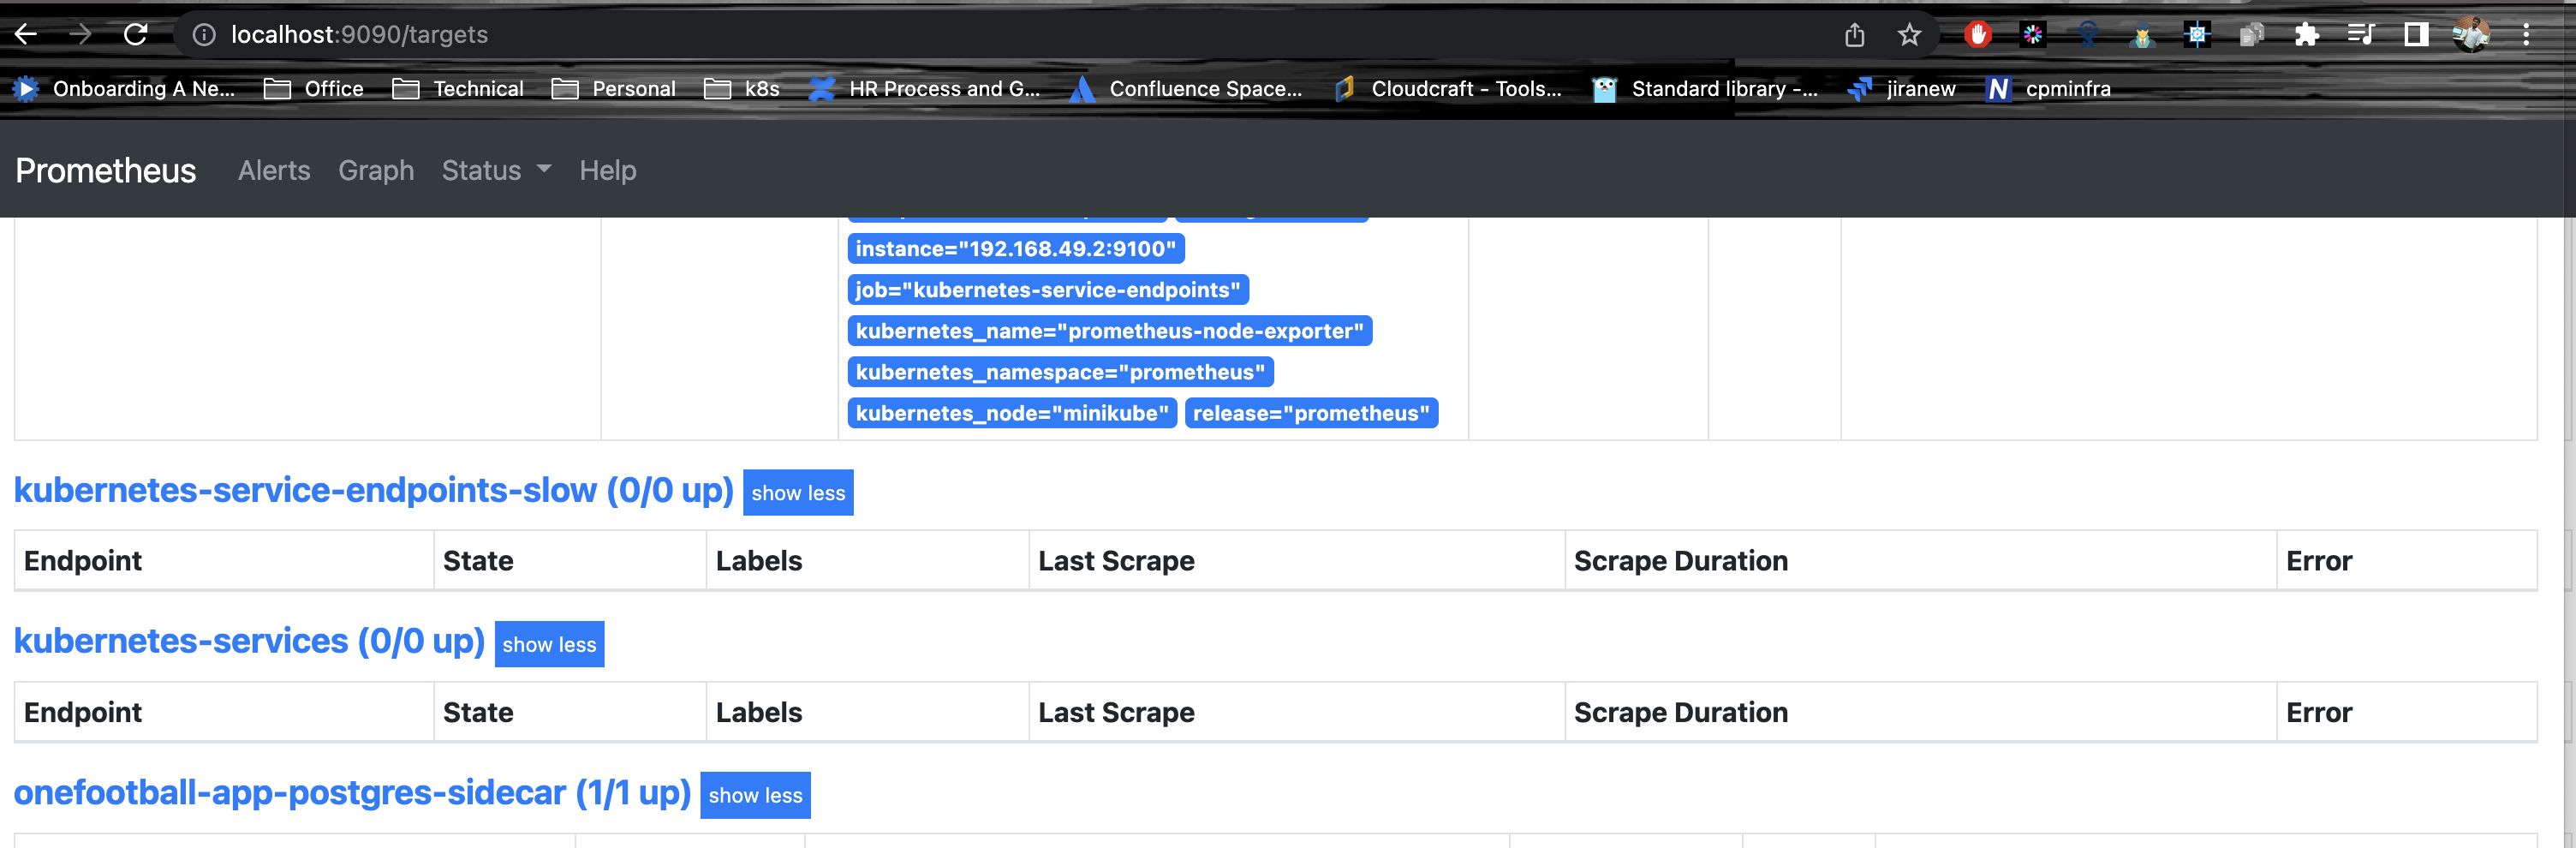 localhost:9090/targets
Onboarding A Ne... Office Technical Personal k8s HR Process and G... Confluence Space... Cloudcraft - Tools... Standard library -... jiranew N cpminfra
Prometheus Alerts Graph Status Help
instance="192.168.49.2:9100"
job="kubernetes-service-endpoints"
kubernetes_name="prometheus-node-exporter"
kubernetes_namespace="prometheus"
kubernetes_node="minikube" release="prometheus"
kubernetes-service-endpoints-slow (0/0 up) show less
Endpoint State Labels Last Scrape Scrape Duration Error
kubernetes-services (0/0 up) show less
Endpoint State Labels Last Scrape Scrape Duration Error
onefootball-app-postgres-sidecar (1/1 up) show less